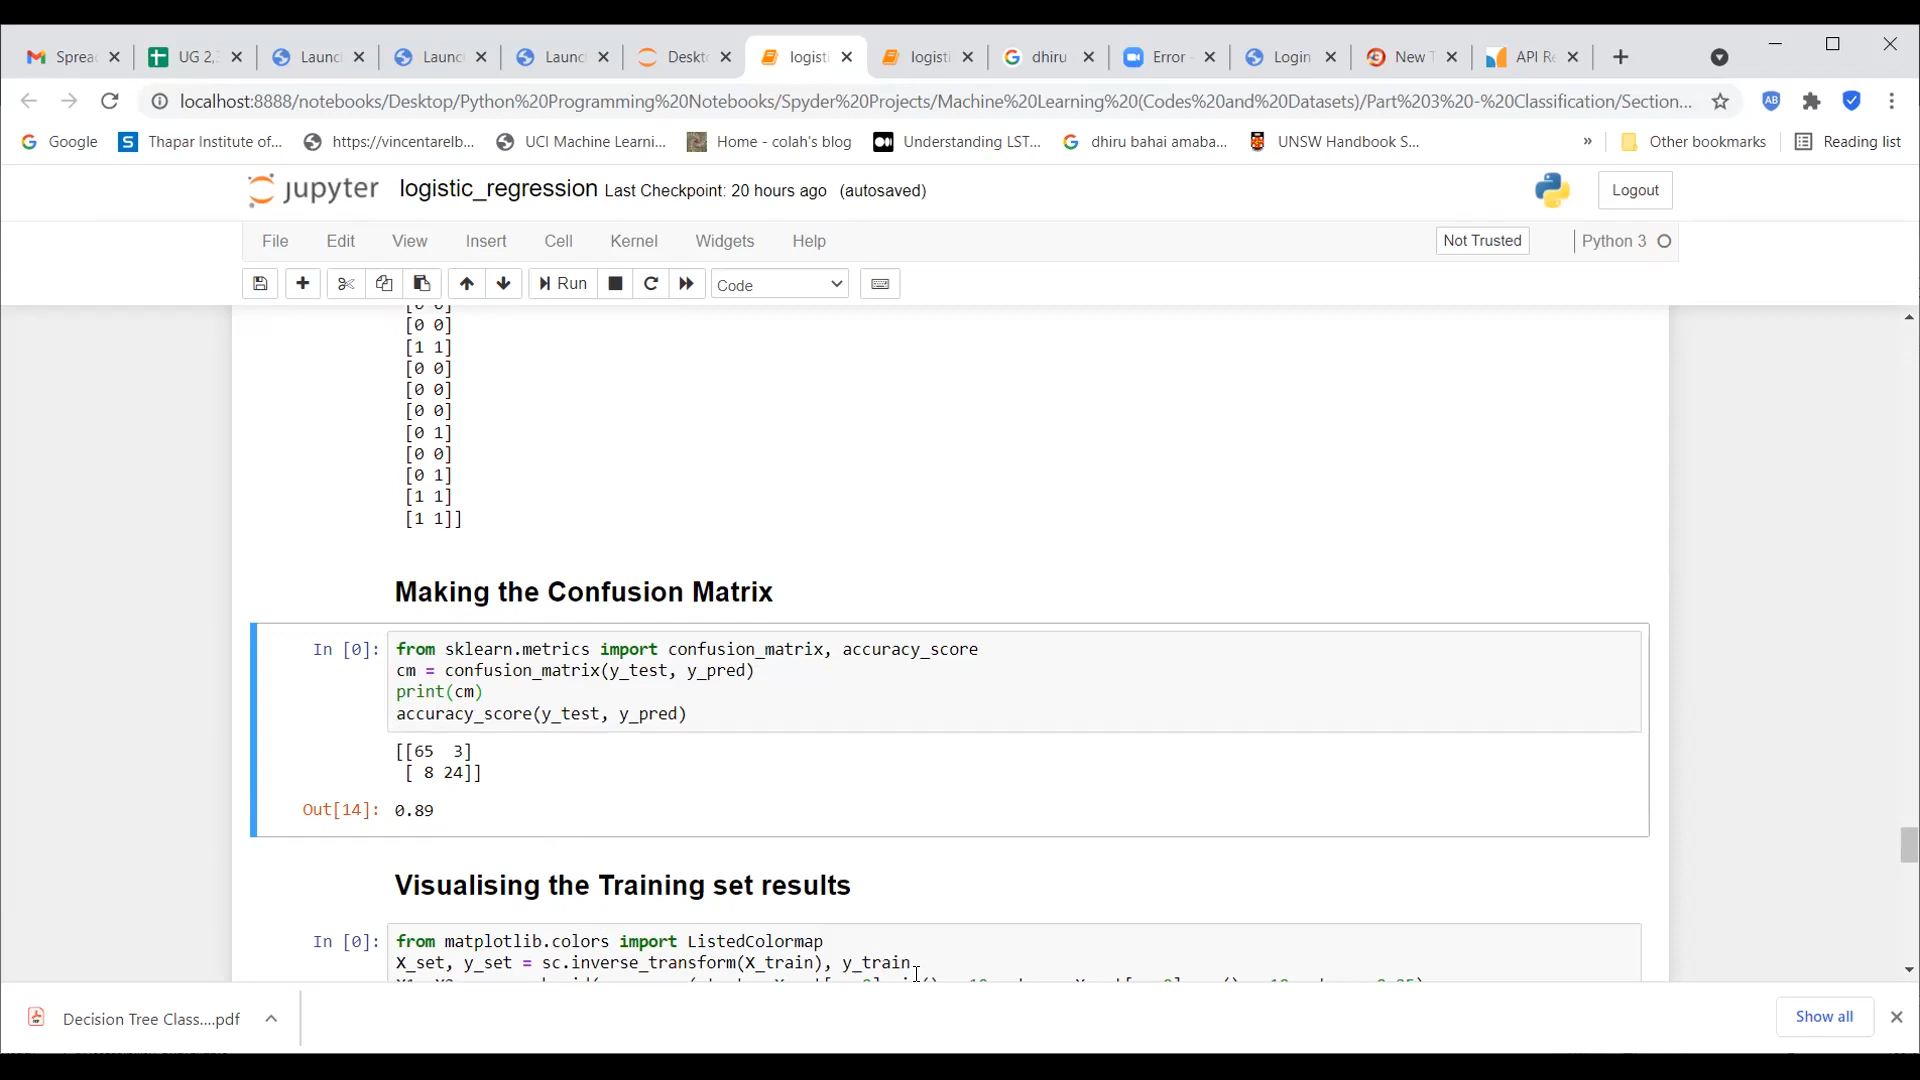 Sprea
UG 2,
Launc
Launc
Launc
Deskto
logisti
logisti
dhiru
Error -
Login
New T
API Re
localhost:8888/notebooks/Desktop/Python%20Programming%20Notebooks/Spyder%20Projects/Machine%20Learning%20(Codes%20and%20Datasets)/Part%203%20-%20Classification/Section...
AB
Google
S
Thapar Institute of...
https://vincentarelb...
UCI Machine Learni...
Home - colah's blog
Understanding LST...
dhiru bahai amaba...
UNSW Handbook S...
»
Other bookmarks
Reading list
jupyter
logistic_regression Last Checkpoint: 20 hours ago (autosaved)
Logout
File Edit View Insert Cell Kernel Widgets Help
Not Trusted
Python 3
Run
Code
[0 0]
[0 0]
[1 1]
[0 0]
[0 0]
[0 0]
[0 1]
[0 0]
[0 1]
[1 1]
[1 1]]
Making the Confusion Matrix
In [0]:
from sklearn.metrics import confusion_matrix, accuracy_score
cm = confusion_matrix(y_test, y_pred)
print(cm)
accuracy_score(y_test, y_pred)
[[65  3]
[ 8 24]]
Out[14]: 0.89
Visualising the Training set results
In [0]:
from matplotlib.colors import ListedColormap
X_set, y_set = sc.inverse_transform(X_train), y_train
Decision Tree Class....pdf
Show all